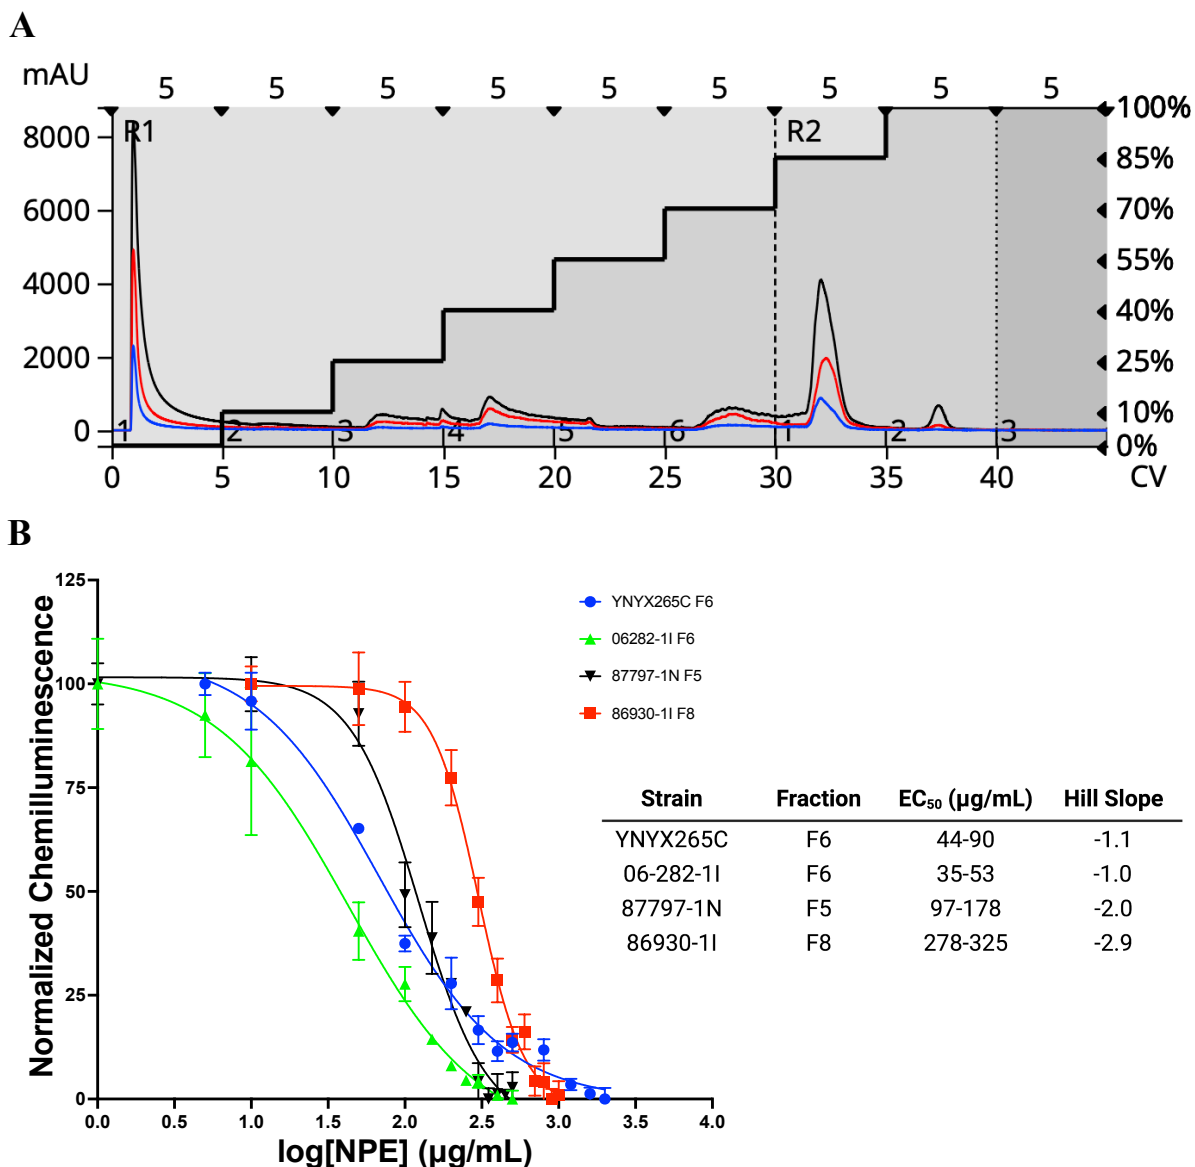 A
mAU
5 5 5 5 5 5 5 5 5
R1 R2
8000
6000
4000
2000
0
100%
85%
70%
55%
40%
25%
10%
0%
1 2 3 4 5 6 1 2 3
0 5 10 15 20 25 30 35 40 CV
B
Normalized Chemilluminescence
125
100
75
50
25
0
0.0 0.5 1.0 1.5 2.0 2.5 3.0 3.5 4.0
log[NPE] (µg/mL)
YNYX265C F6
06282-1I F6
87797-1N F5
86930-1I F8
Strain Fraction EC₅₀ (µg/mL) Hill Slope
YNYX265C F6 44-90 -1.1
06-282-1I F6 35-53 -1.0
87797-1N F5 97-178 -2.0
86930-1I F8 278-325 -2.9